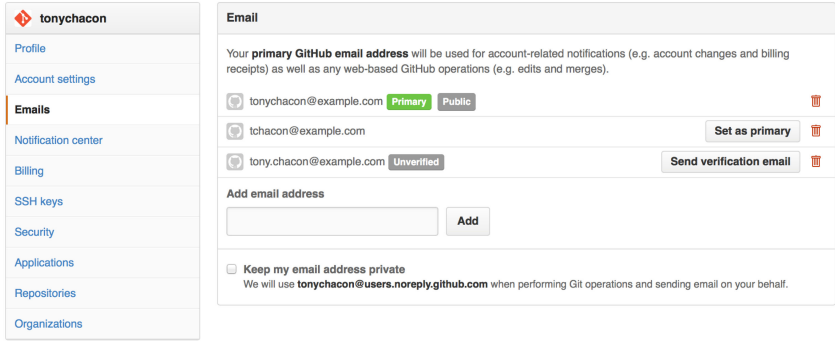 tonychacon
Profile
Account settings
Emails
Notification center
Billing
SSH keys
Security
Applications
Repositories
Organizations
Email
Your primary GitHub email address will be used for account-related notifications (e.g. account changes and billing
receipts) as well as any web-based GitHub operations (e.g. edits and merges).
tonychacon@example.com Primary Public
tchacon@example.com Set as primary
tony.chacon@example.com Unverified Send verification email
Add email address
Add
Keep my email address private
We will use tonychacon@users.noreply.github.com when performing Git operations and sending email on your behalf.